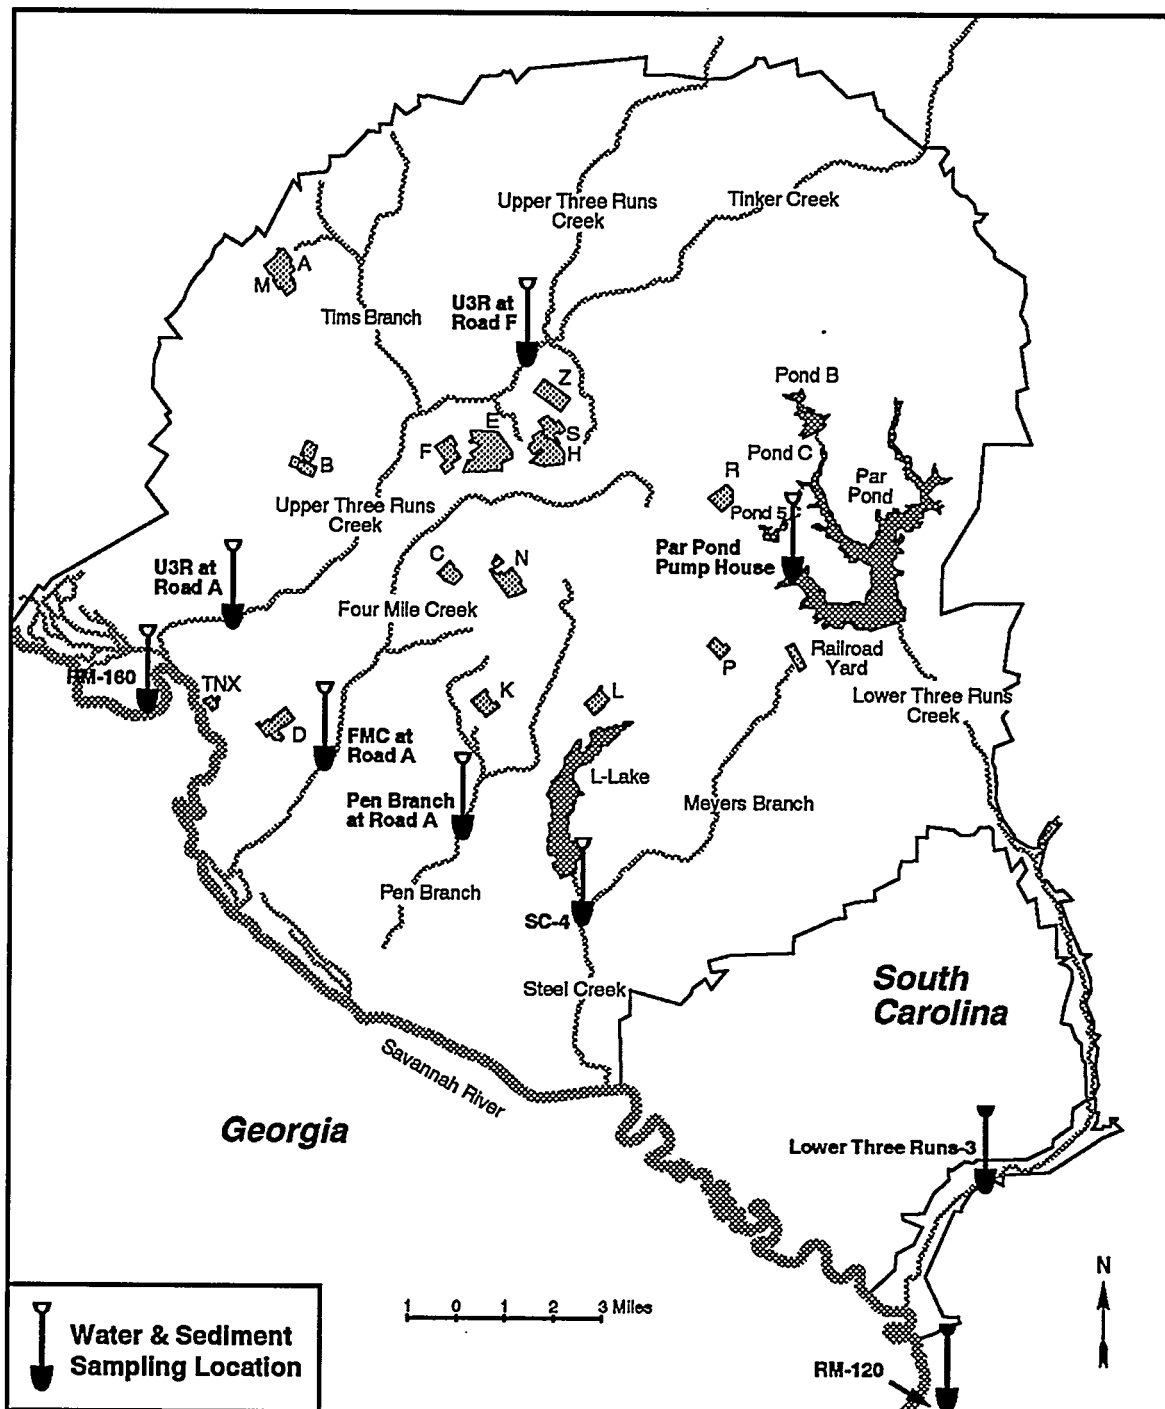 Upper Three Runs
Creek
Tinker Creek
A
M
U3R at
Road F
Tims Branch
Z
Pond B
E
S
F
H
Pond C
B
R
Par
Pond
Upper Three Runs
Creek
Pond 5
C
N
Par Pond
Pump House
U3R at
Road A
Four Mile Creek
RM-160
TNX
P
Railroad
Yard
K
L
Lower Three Runs
Creek
D
FMC at
Road A
L-Lake
Pen Branch
at Road A
Meyers Branch
Pen Branch
SC-4
Steel Creek
South
Carolina
Savannah River
Georgia
Lower Three Runs-3
N
1 0 1 2 3 Miles
Water & Sediment
Sampling Location
RM-120